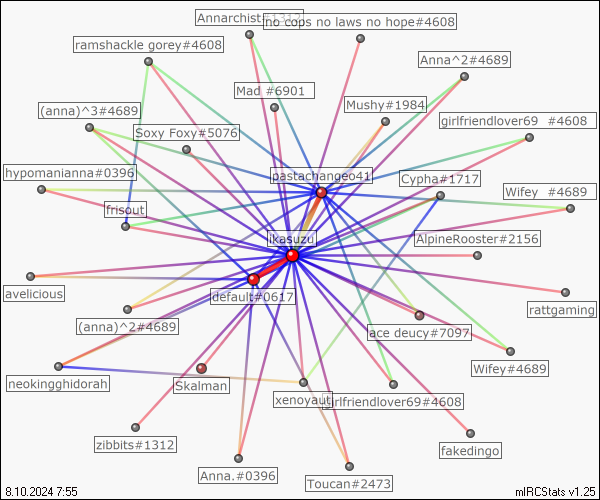 Annarchist#1312
no cops no laws no hope#4608
ramshackle gorey#4608
Anna^2#4689
Mad #6901
Mushy#1984
(anna)^3#4689
girlfriendlover69 #4608
Soxy Foxy#5076
hypomanianna#0396
pastachangeo41
Cypha#1717
Wifey #4689
frisout
ikasuzu
AlpineRooster#2156
avelicious
default#0617
rattgaming
(anna)^2#4689
ace deucy#7097
Wifey#4689
neokingghidorah
Skalman
xenoyaut
girlfriendlover69#4608
zibbits#1312
fakedingo
Anna.#0396
Toucan#2473
8.10.2024 7:55
mIRCStats v1.25